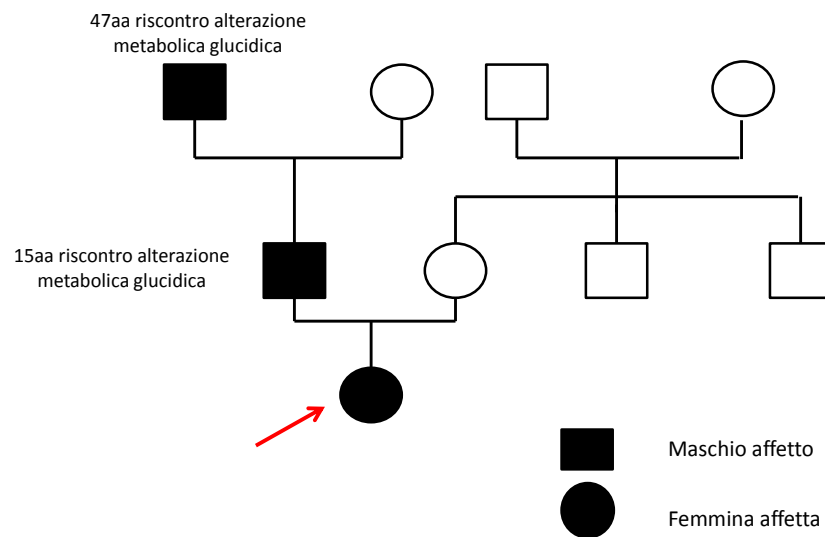 47aa riscontro alterazione
metabolica glucidica
15aa riscontro alterazione
metabolica glucidica
Maschio affetto
Femmina affetta